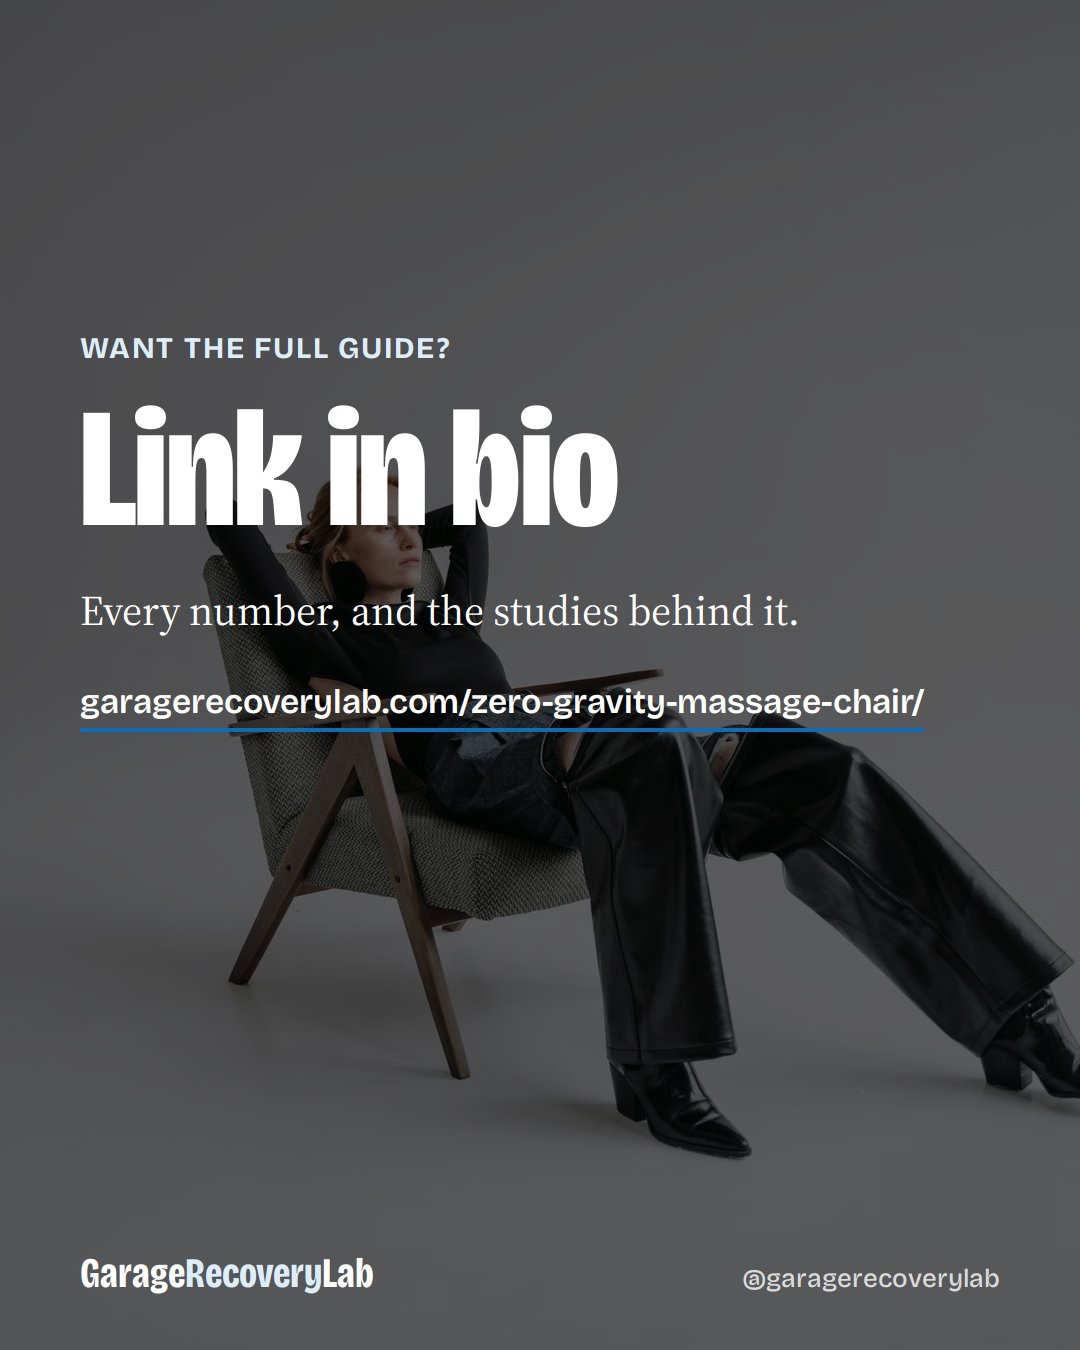 WANT THE FULL GUIDE?
Link in bio
Every number, and the studies behind it.
garagerecoverylab.com/zero-gravity-massage-chair/
GarageRecoveryLab
@garagerecoverylab